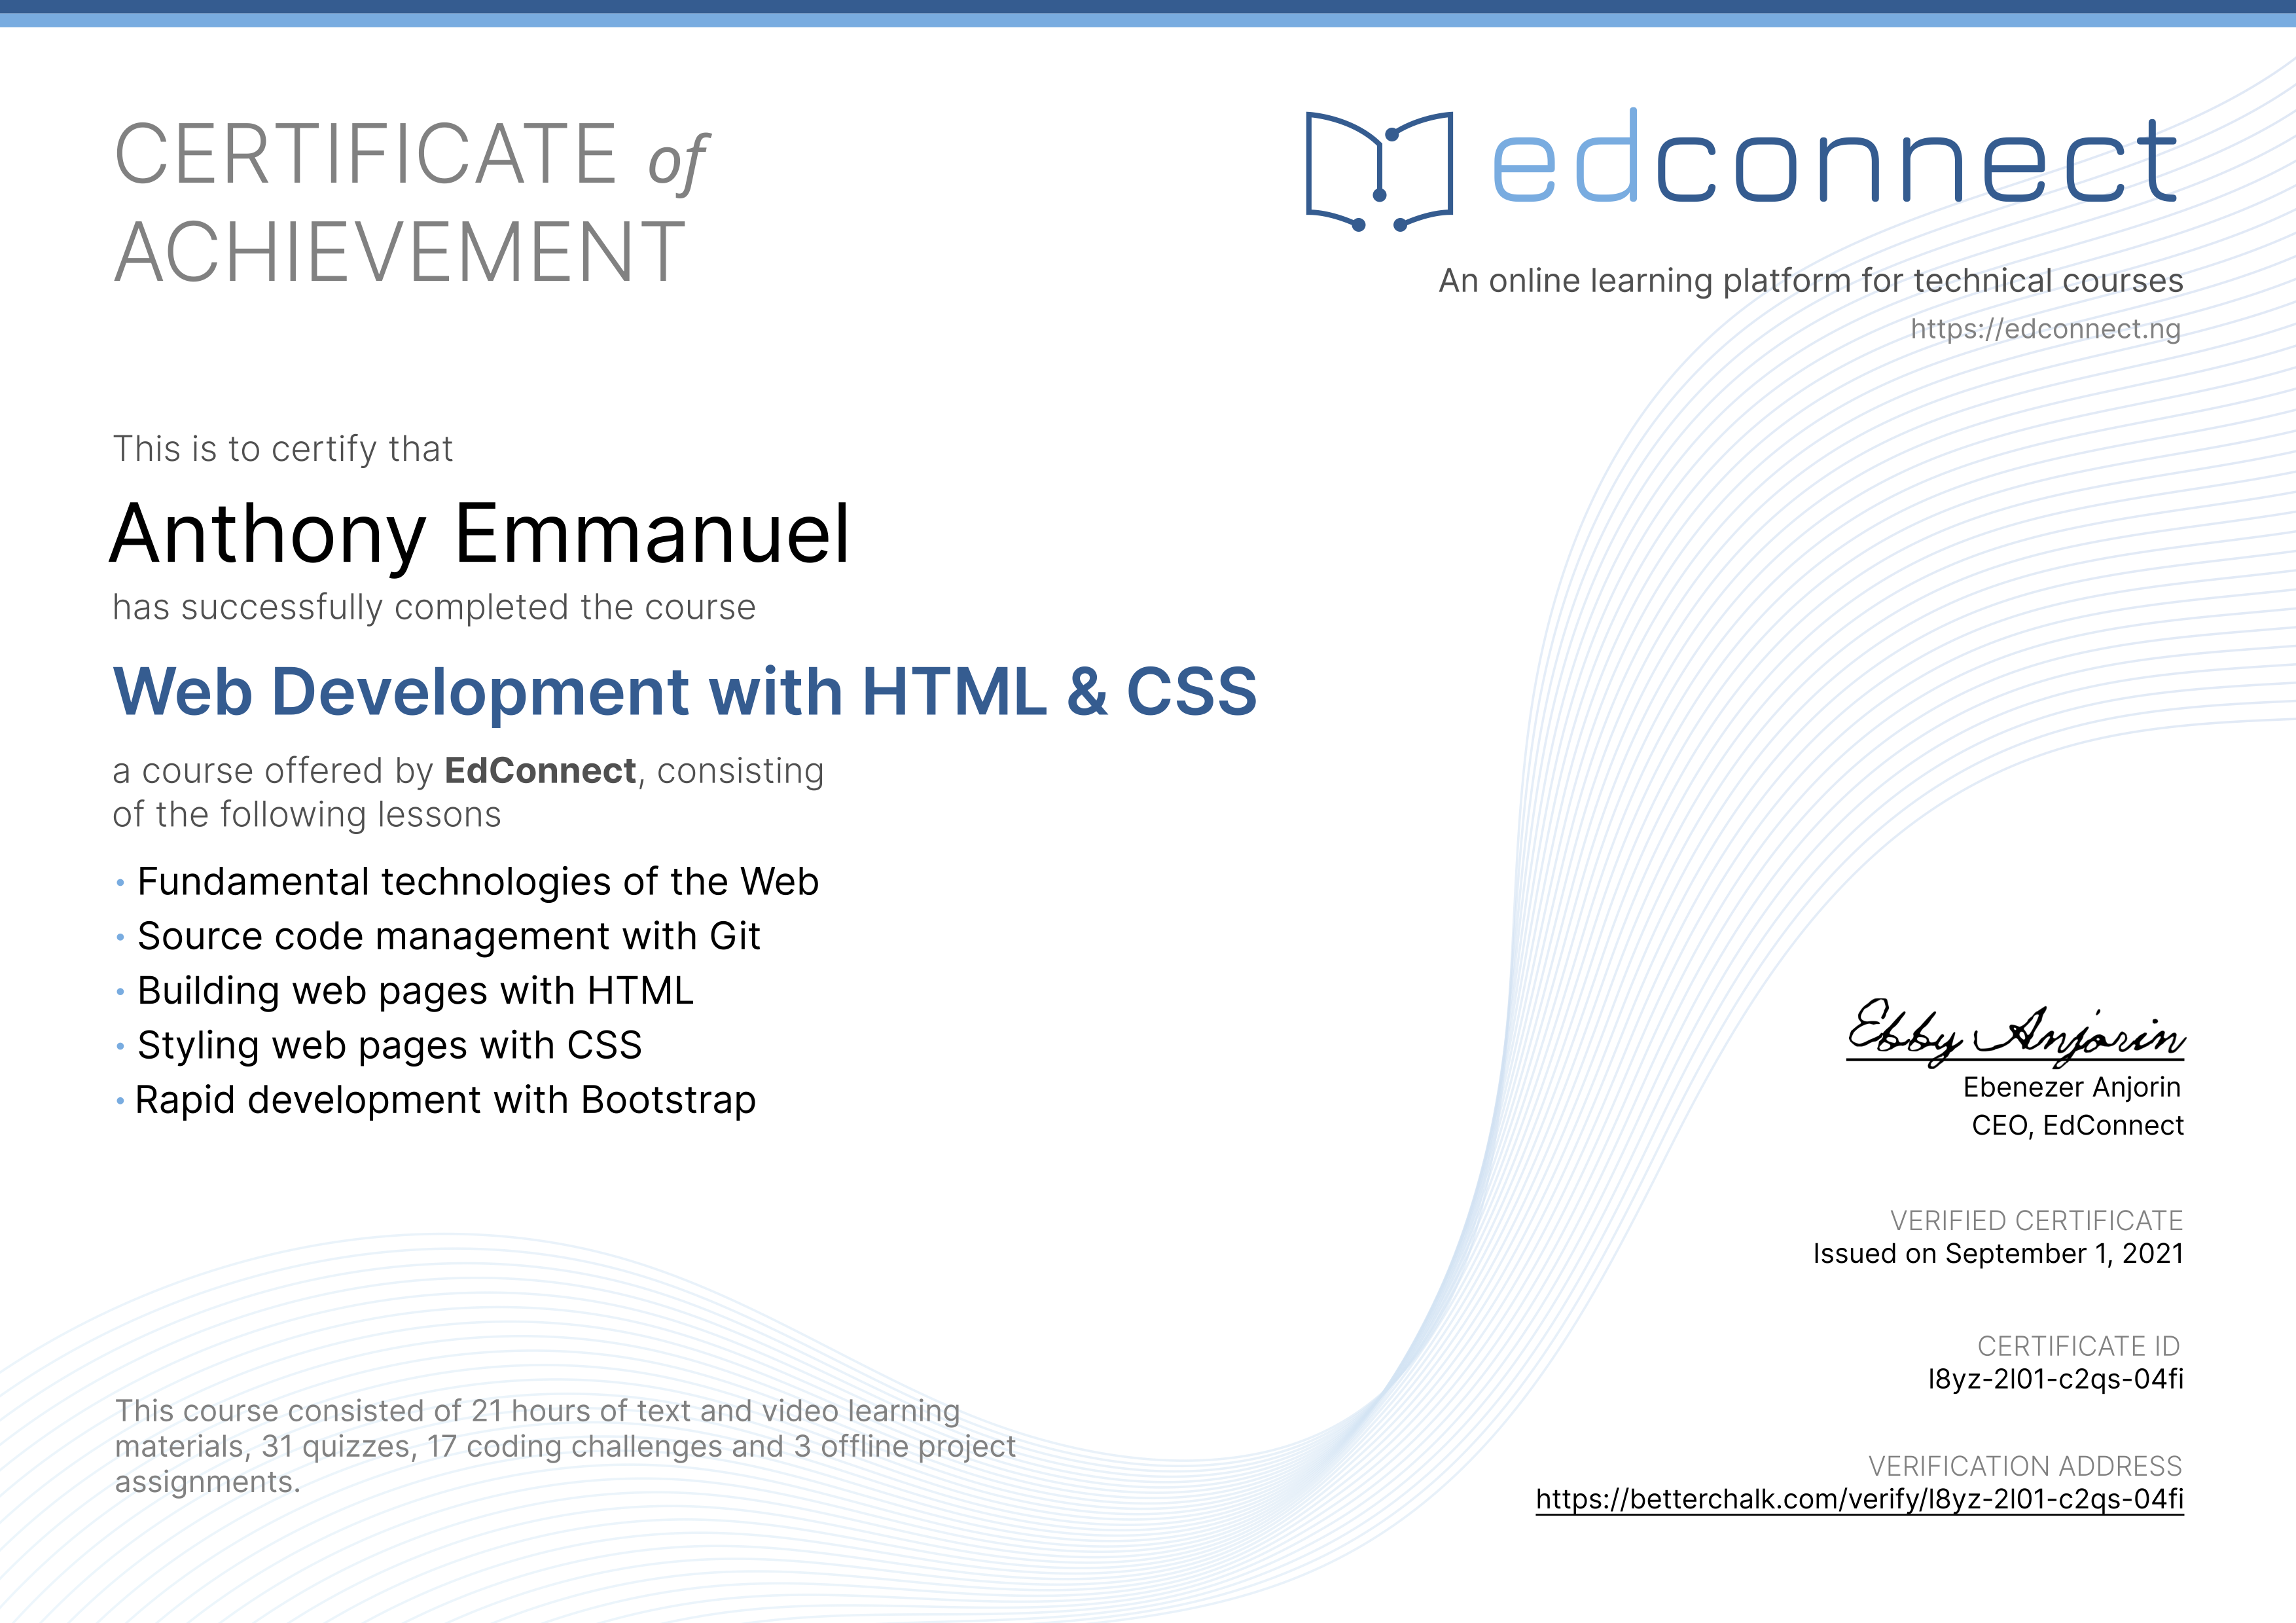 CERTIFICATE of
ACHIEVEMENT
edconnect
An online learning platform for technical courses
https://edconnect.ng
This is to certify that
Anthony Emmanuel
has successfully completed the course
Web Development with HTML & CSS
a course offered by EdConnect, consisting
of the following lessons
• Fundamental technologies of the Web
• Source code management with Git
• Building web pages with HTML
• Styling web pages with CSS
• Rapid development with Bootstrap
This course consisted of 21 hours of text and video learning
materials, 31 quizzes, 17 coding challenges and 3 offline project
assignments.
Ebby Anjorin
Ebenezer Anjorin
CEO, EdConnect
VERIFIED CERTIFICATE
Issued on September 1, 2021
CERTIFICATE ID
l8yz-2l01-c2qs-04fi
VERIFICATION ADDRESS
https://betterchalk.com/verify/l8yz-2l01-c2qs-04fi